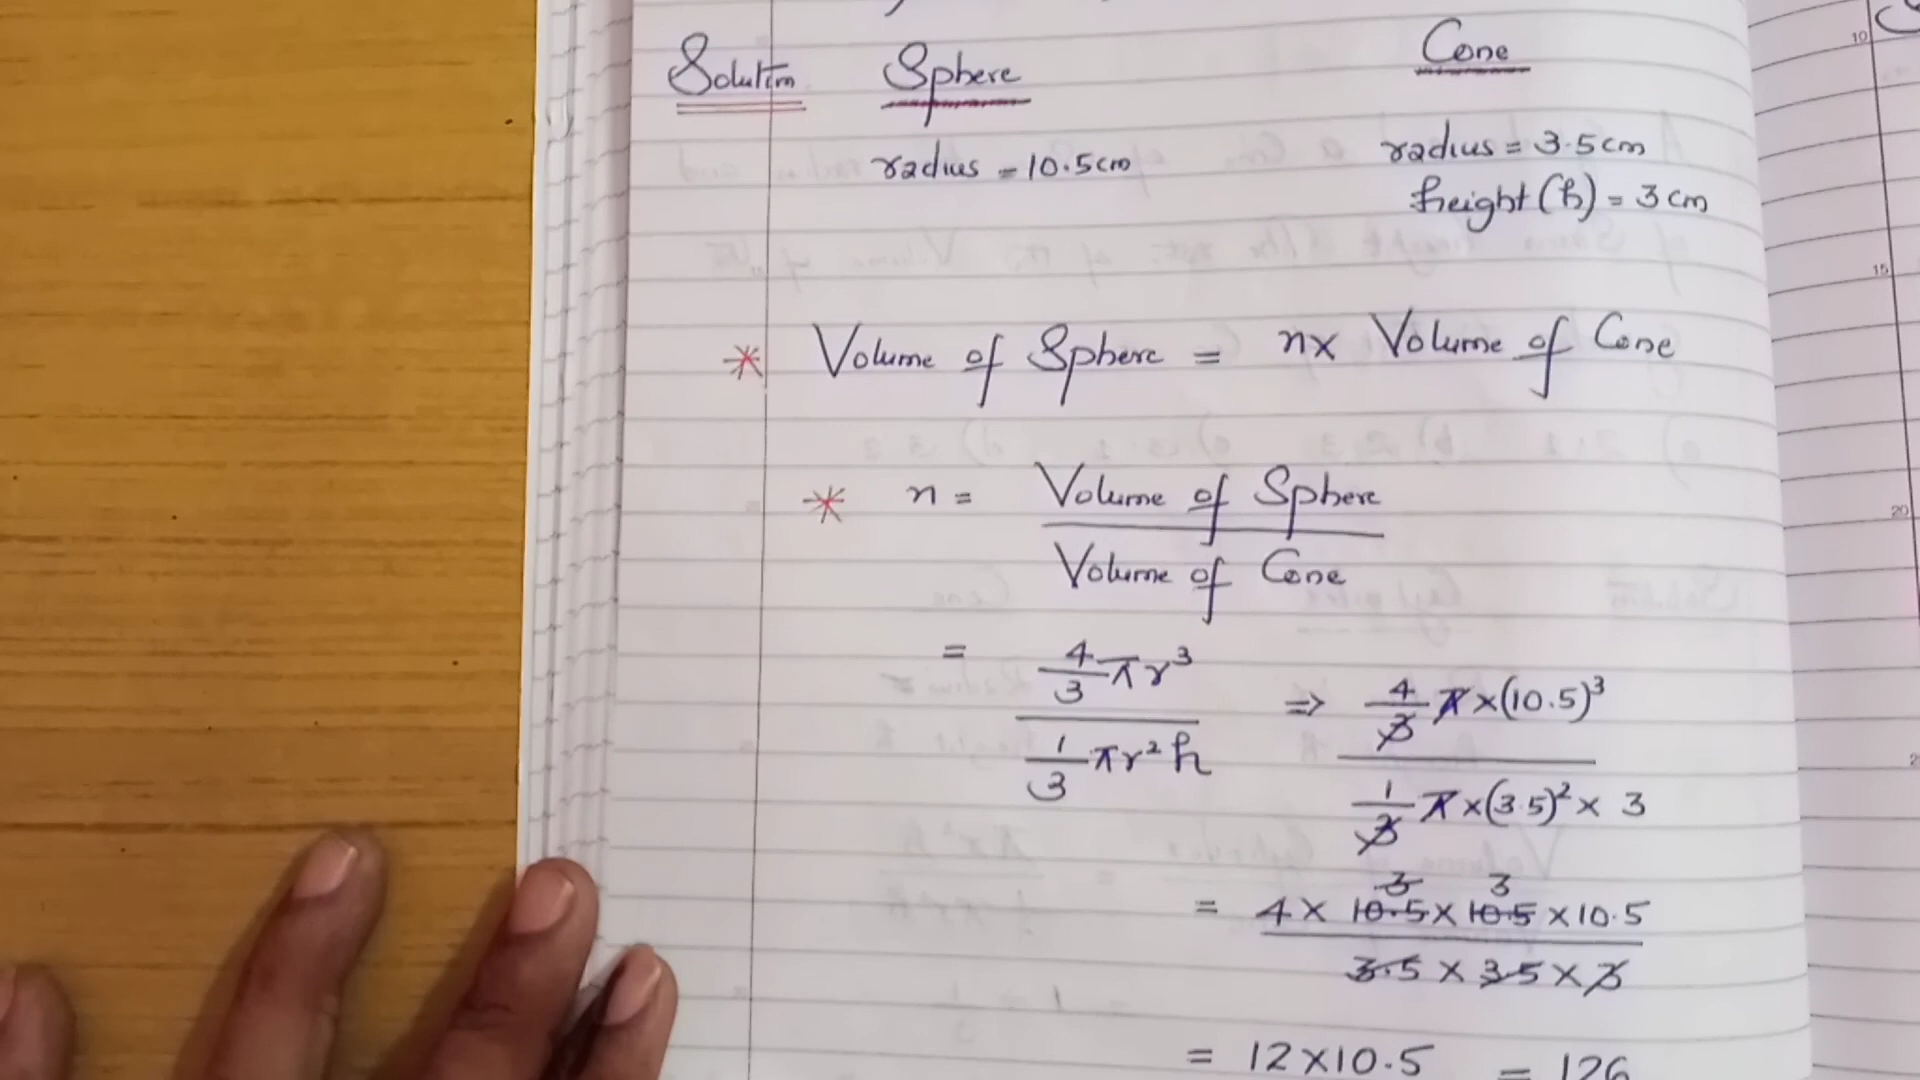 Solution Sphere Cone
radius = 10.5cm radius = 3.5cm
height (h) = 3 cm
* Volume of Sphere = n x Volume of Cone
* n = Volume of Sphere
Volume of Cone
= 4/3 πr³ ⇒ 4/3 π x (10.5)³
1/3 πr²h 1/3 π x (3.5)² x 3
3 3
= 4 x 10.5 x 10.5 x 10.5
3.5 x 3.5 x 3
= 12 x 10.5 = 126
10
15
20